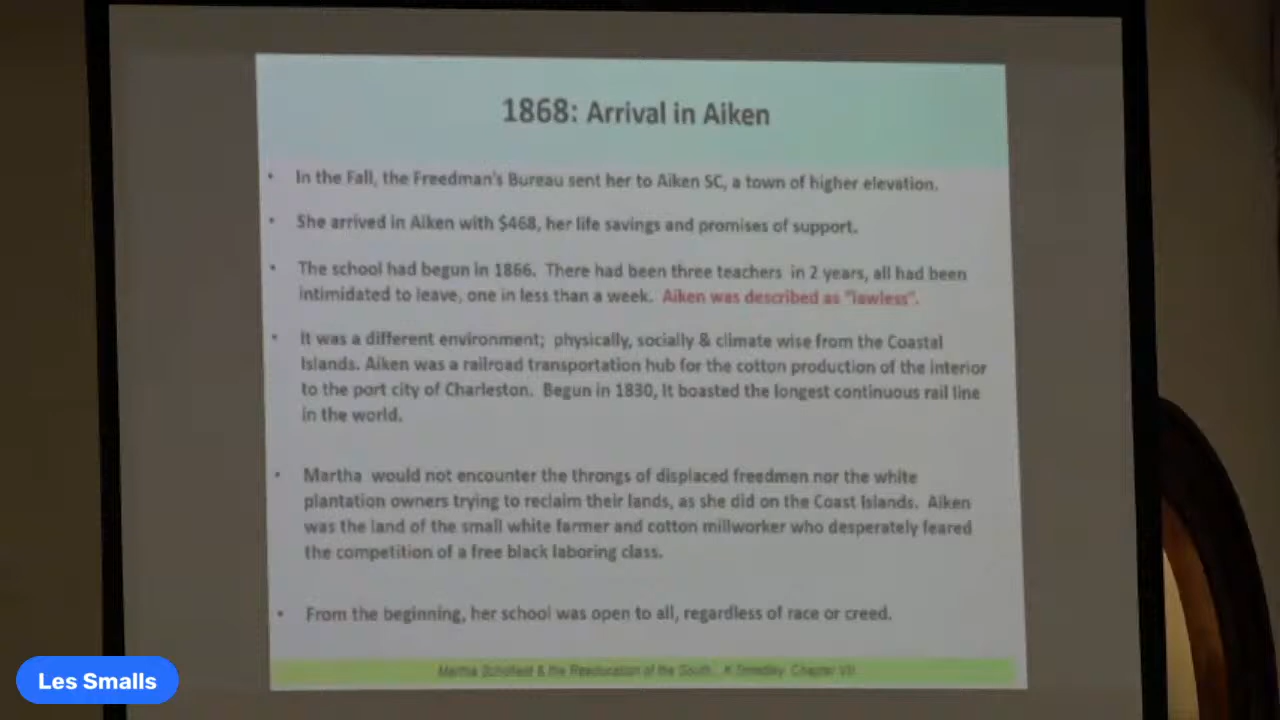 1868: Arrival in Aiken
• In the Fall, the Freedman's Bureau sent her to Aiken SC, a town of higher elevation.
• She arrived in Aiken with $468, her life savings and promises of support.
• The school had begun in 1866. There had been three teachers in 2 years, all had been
intimidated to leave, one in less than a week. Aiken was described as "lawless".
• It was a different environment; physically, socially & climate wise from the Coastal
Islands. Aiken was a railroad transportation hub for the cotton production of the interior
to the port city of Charleston. Begun in 1830, It boasted the longest continuous rail line
in the world.
• Martha would not encounter the throngs of displaced freedmen nor the white
plantation owners trying to reclaim their lands, as she did on the Coast Islands. Aiken
was the land of the small white farmer and cotton millworker who desperately feared
the competition of a free black laboring class.
• From the beginning, her school was open to all, regardless of race or creed.
Martha Schofield & the Reeducation of the South, K Smedley. Chapter VII
Les Smalls